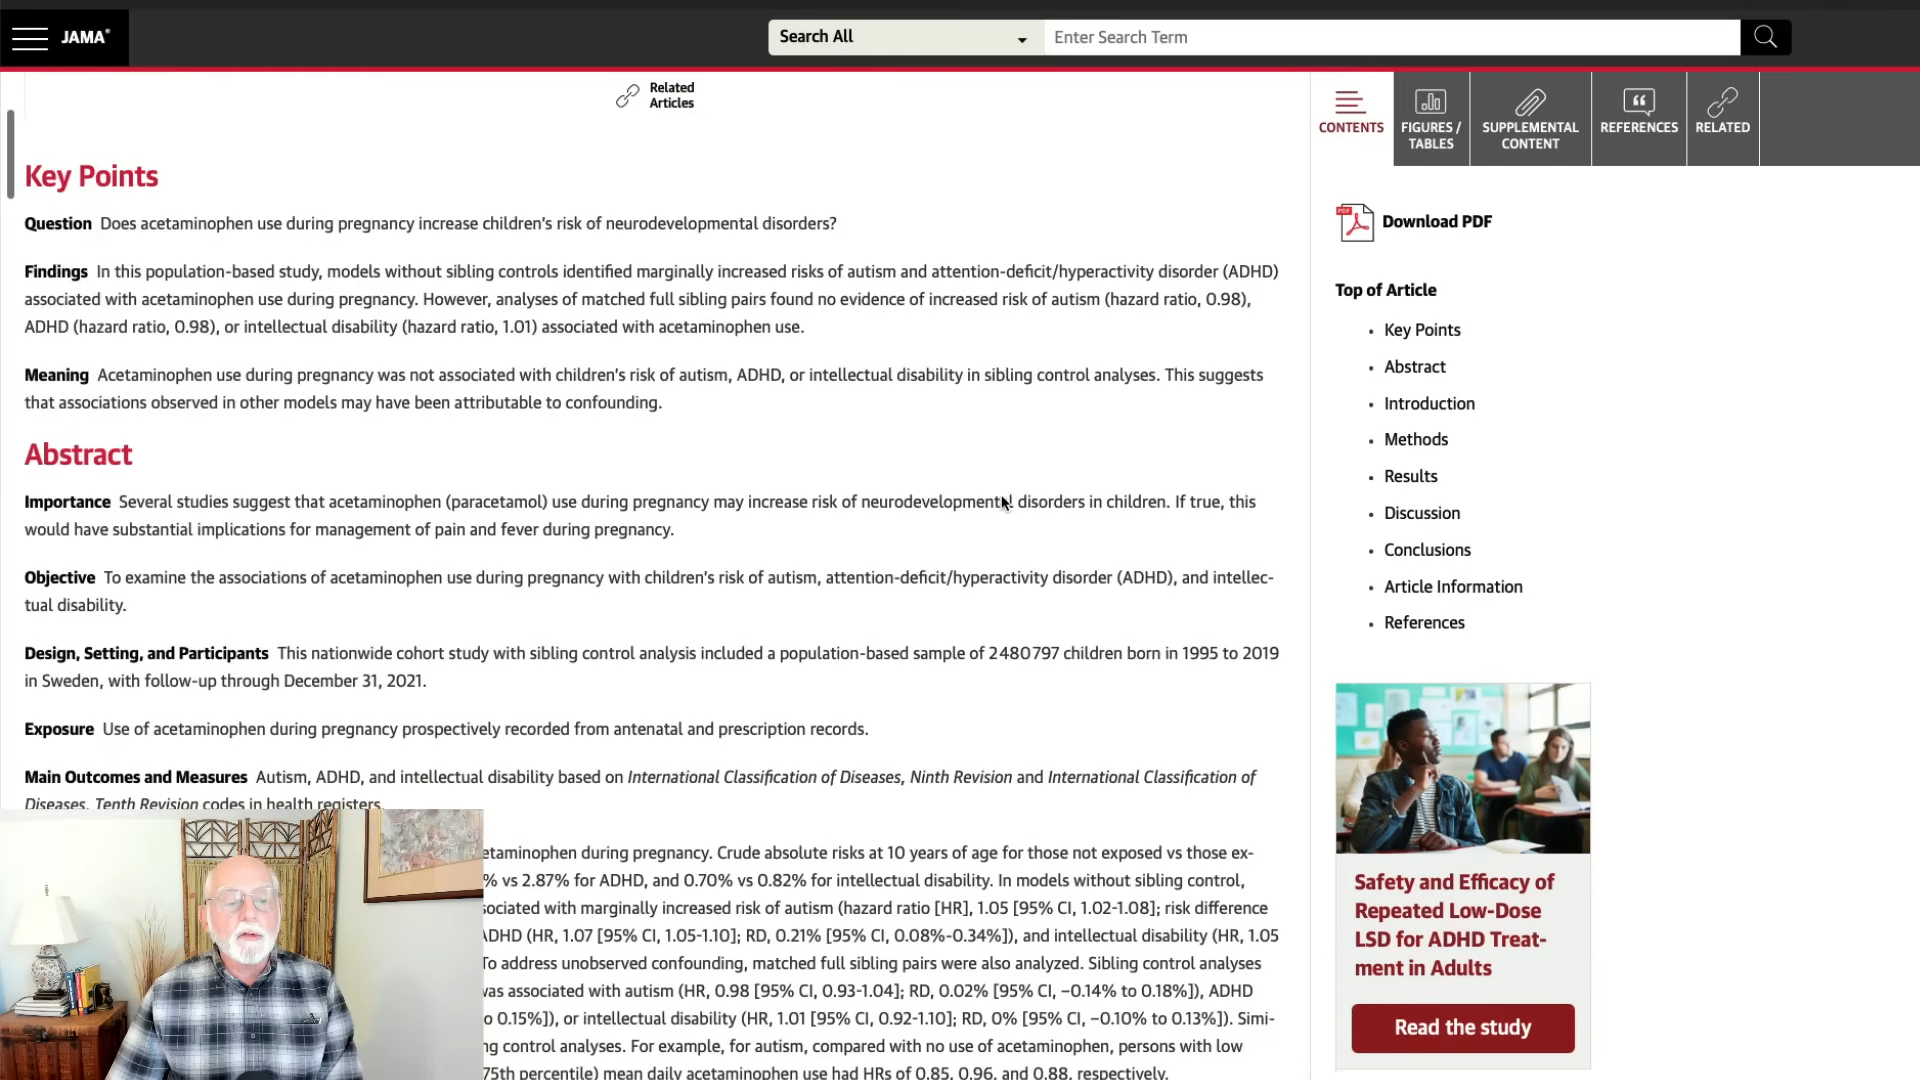 JAMA®
Search All
Enter Search Term
Related
Articles
CONTENTS
FIGURES /
TABLES
SUPPLEMENTAL
CONTENT
REFERENCES
RELATED
Key Points
Question Does acetaminophen use during pregnancy increase children's risk of neurodevelopmental disorders?
Findings In this population-based study, models without sibling controls identified marginally increased risks of autism and attention-deficit/hyperactivity disorder (ADHD)
associated with acetaminophen use during pregnancy. However, analyses of matched full sibling pairs found no evidence of increased risk of autism (hazard ratio, 0.98),
ADHD (hazard ratio, 0.98), or intellectual disability (hazard ratio, 1.01) associated with acetaminophen use.
Meaning Acetaminophen use during pregnancy was not associated with children's risk of autism, ADHD, or intellectual disability in sibling control analyses. This suggests
that associations observed in other models may have been attributable to confounding.
Abstract
Importance Several studies suggest that acetaminophen (paracetamol) use during pregnancy may increase risk of neurodevelopmental disorders in children. If true, this
would have substantial implications for management of pain and fever during pregnancy.
Objective To examine the associations of acetaminophen use during pregnancy with children's risk of autism, attention-deficit/hyperactivity disorder (ADHD), and intellec-
tual disability.
Design, Setting, and Participants This nationwide cohort study with sibling control analysis included a population-based sample of 2 480 797 children born in 1995 to 2019
in Sweden, with follow-up through December 31, 2021.
Exposure Use of acetaminophen during pregnancy prospectively recorded from antenatal and prescription records.
Main Outcomes and Measures Autism, ADHD, and intellectual disability based on International Classification of Diseases, Ninth Revision and International Classification of
Diseases, Tenth Revision codes in health registers.
etaminophen during pregnancy. Crude absolute risks at 10 years of age for those not exposed vs those ex-
% vs 2.87% for ADHD, and 0.70% vs 0.82% for intellectual disability. In models without sibling control,
sociated with marginally increased risk of autism (hazard ratio [HR], 1.05 [95% CI, 1.02-1.08]; risk difference
ADHD (HR, 1.07 [95% CI, 1.05-1.10]; RD, 0.21% [95% CI, 0.08%-0.34%]), and intellectual disability (HR, 1.05
To address unobserved confounding, matched full sibling pairs were also analyzed. Sibling control analyses
was associated with autism (HR, 0.98 [95% CI, 0.93-1.04]; RD, 0.02% [95% CI, −0.14% to 0.18%]), ADHD
o 0.15%]), or intellectual disability (HR, 1.01 [95% CI, 0.92-1.10]; RD, 0% [95% CI, −0.10% to 0.13%]). Simi-
ng control analyses. For example, for autism, compared with no use of acetaminophen, persons with low
75th percentile) mean daily acetaminophen use had HRs of 0.85, 0.96, and 0.88, respectively.
PDF
Download PDF
Top of Article
• Key Points
• Abstract
• Introduction
• Methods
• Results
• Discussion
• Conclusions
• Article Information
• References
Safety and Efficacy of
Repeated Low-Dose
LSD for ADHD Treat-
ment in Adults
Read the study